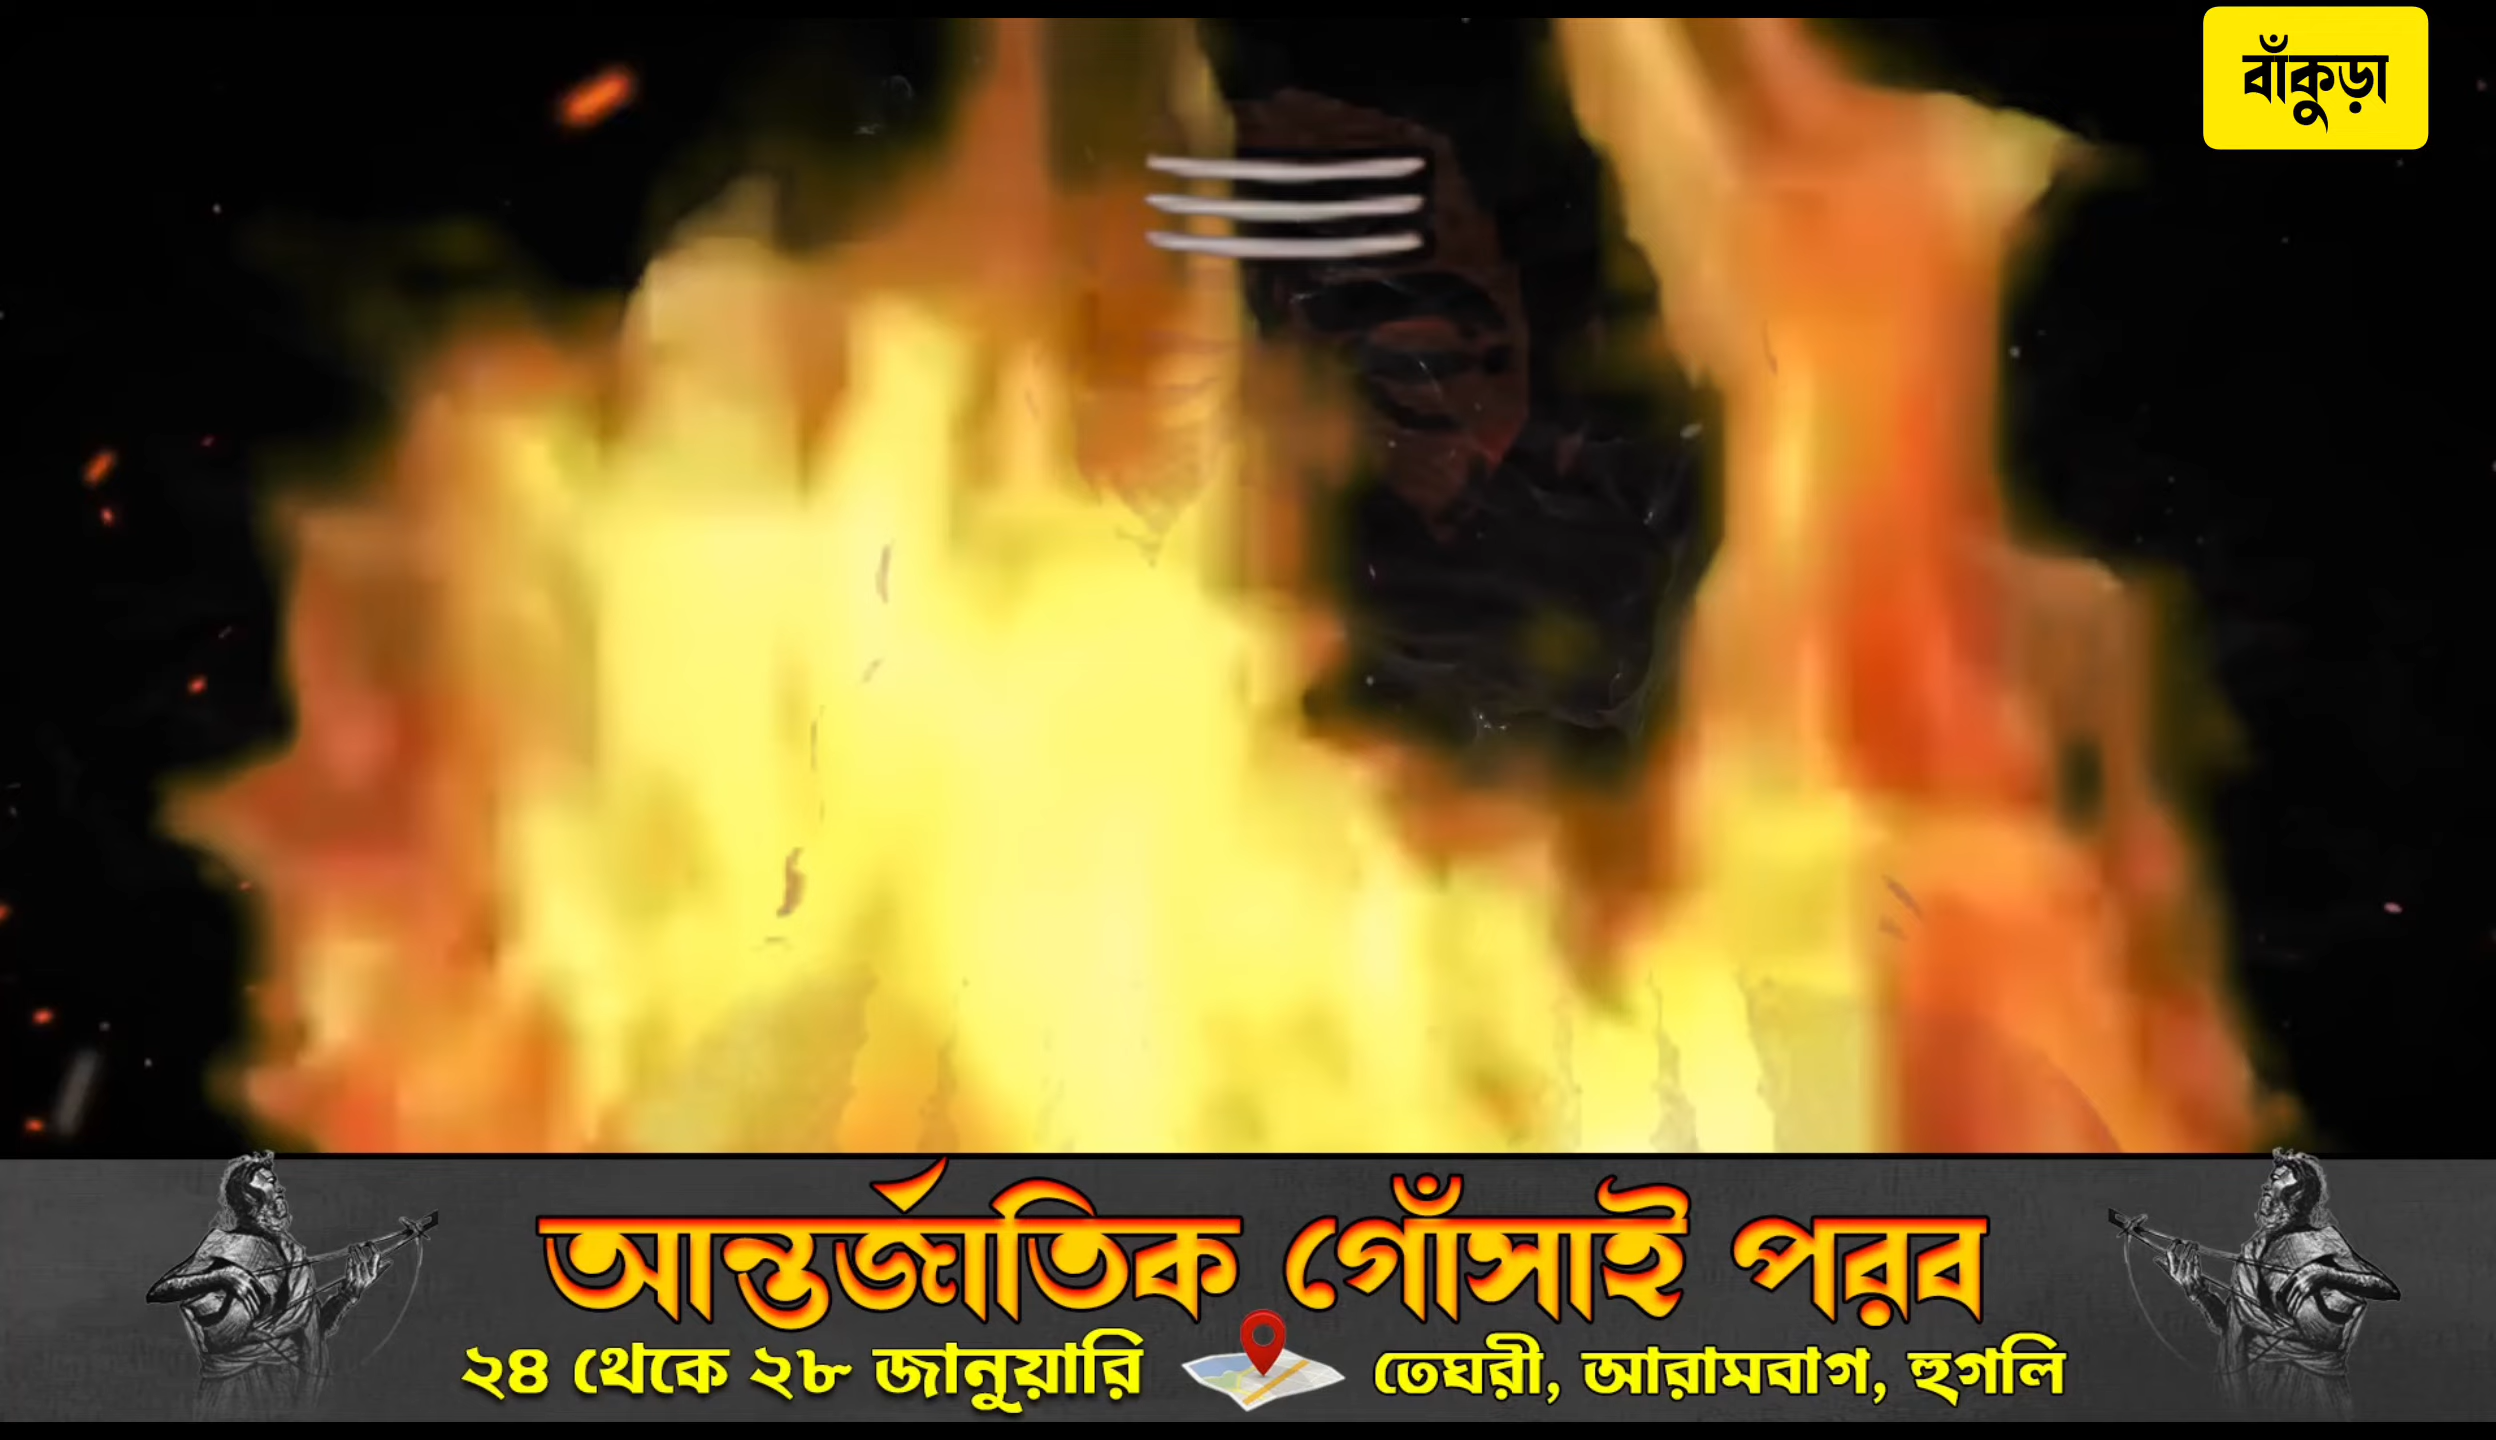 বাঁকুড়া
আন্তর্জাতিক গোঁসাই পরব
২৪ থেকে ২৮ জানুয়ারি তেঘরী, আরামবাগ, হুগলি